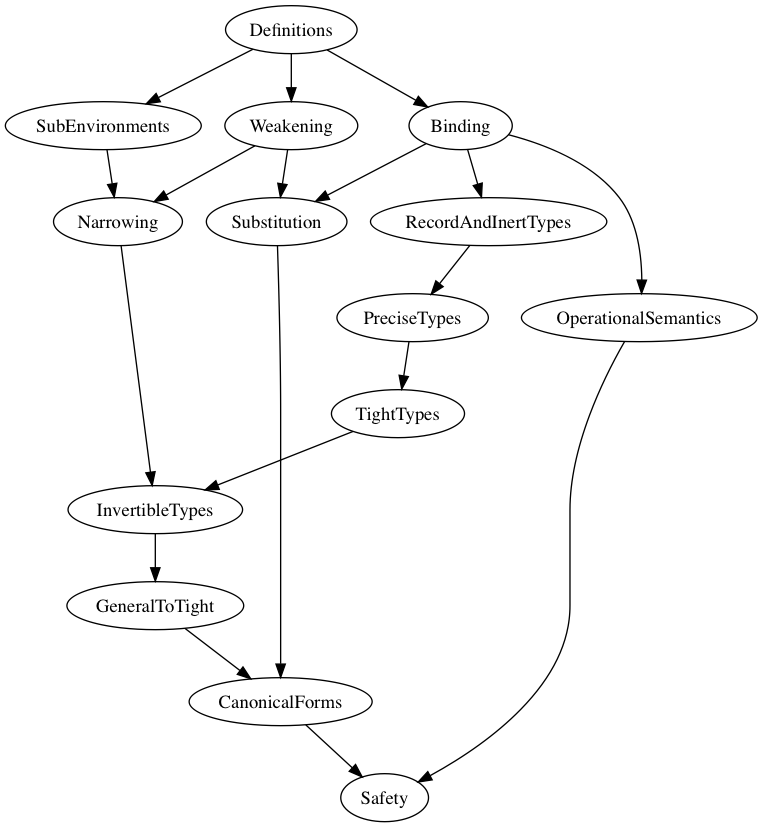 Definitions
SubEnvironments
Weakening
Binding
Narrowing
Substitution
RecordAndInertTypes
PreciseTypes
OperationalSemantics
TightTypes
InvertibleTypes
GeneralToTight
CanonicalForms
Safety